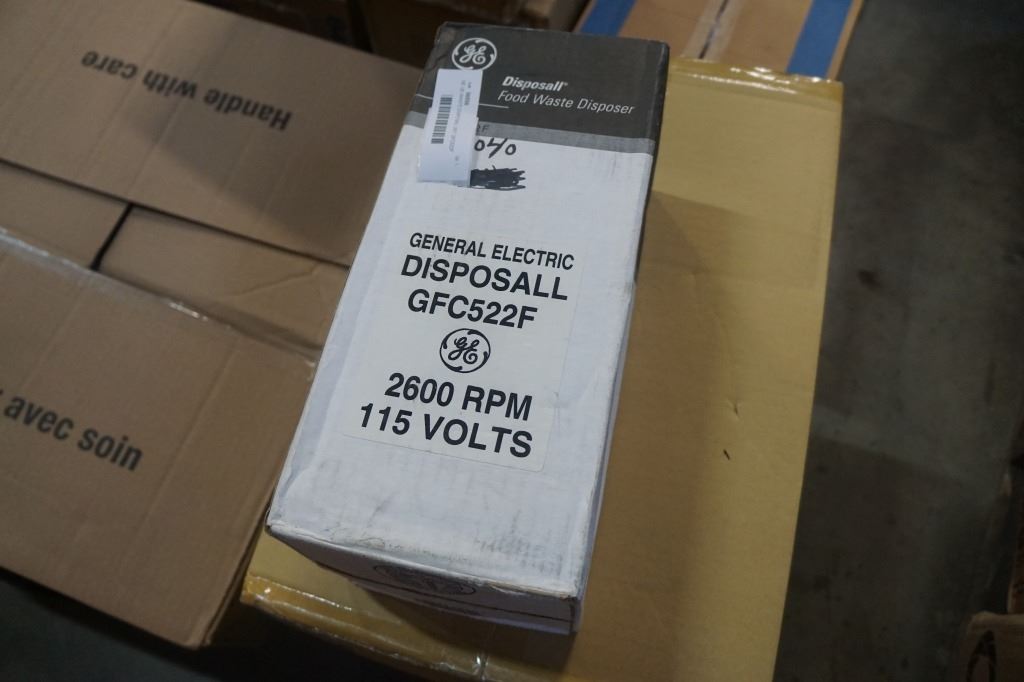 Handle with care
GE
Disposall
Food Waste Disposer
GENERAL ELECTRIC
DISPOSALL
GFC522F
GE
2600 RPM
115 VOLTS
avec soin